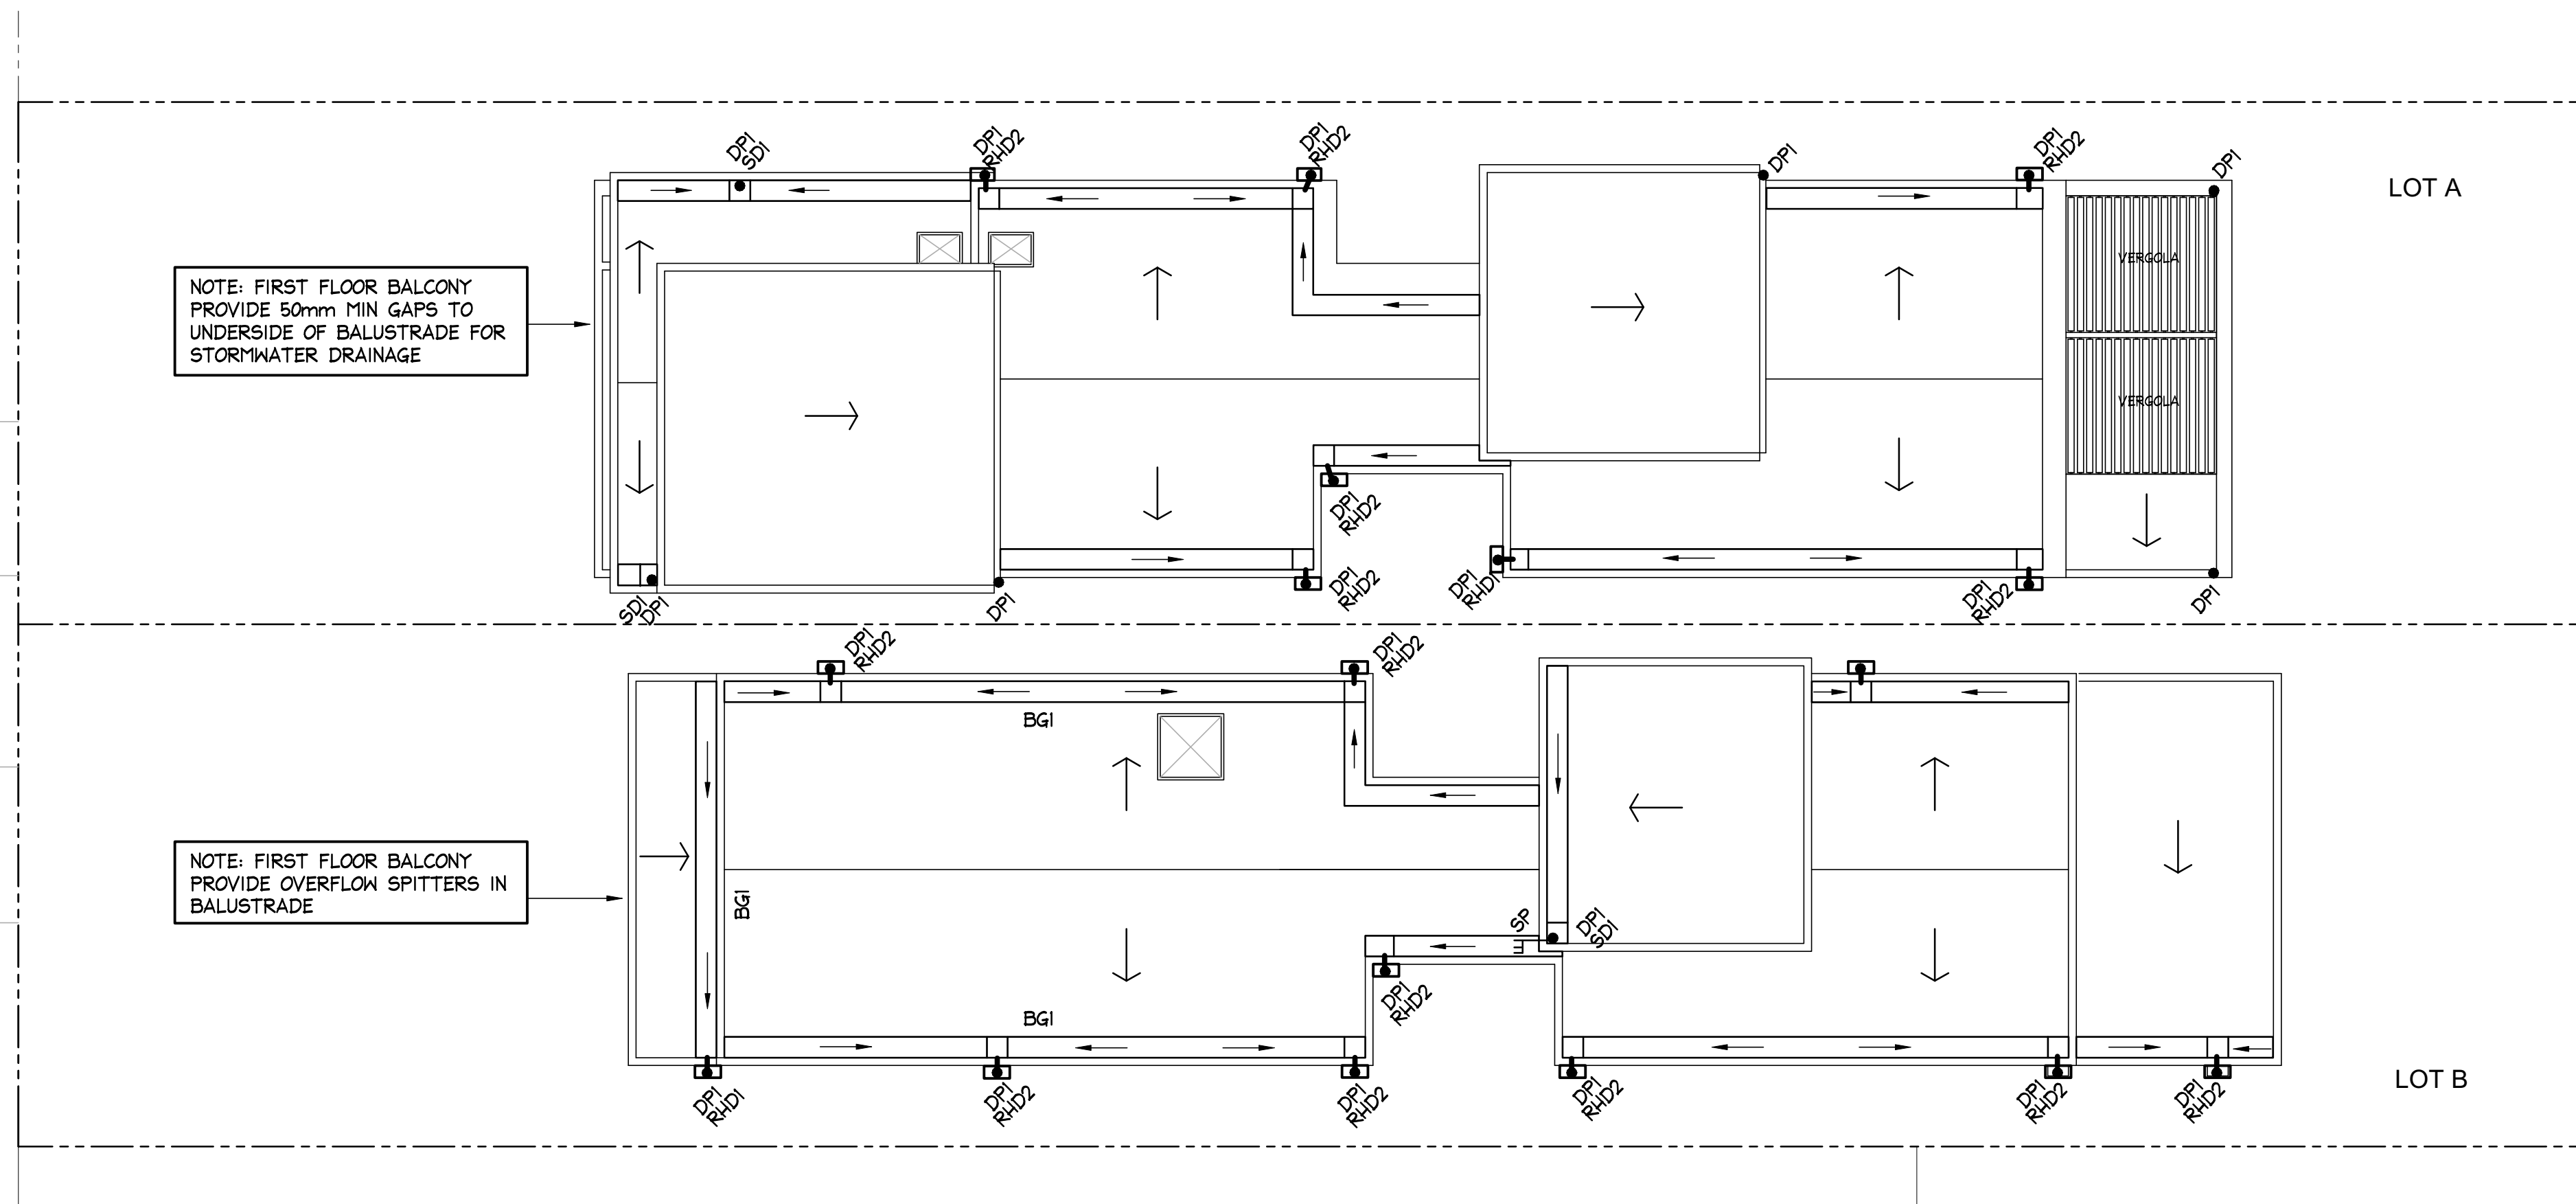 DP1
SD1
DP1
RHD2
DP1
RHD2
DP1
DP1
RHD2
DP1
LOT A
VERGOLA
NOTE: FIRST FLOOR BALCONY
PROVIDE 50mm MIN GAPS TO
UNDERSIDE OF BALUSTRADE FOR
STORMWATER DRAINAGE
VERGOLA
DP1
RHD2
SD1
DP1
DP1
DP1
RHD2
DP1
RHD1
DP1
RHD2
DP1
DP1
RHD2
DP1
RHD2
BG1
NOTE: FIRST FLOOR BALCONY
PROVIDE OVERFLOW SPITTERS IN
BALUSTRADE
BG1
SP
DP1
SD1
DP1
RHD2
BG1
LOT B
DP1
RHD1
DP1
RHD2
DP1
RHD2
DP1
RHD2
DP1
RHD2
DP1
RHD2